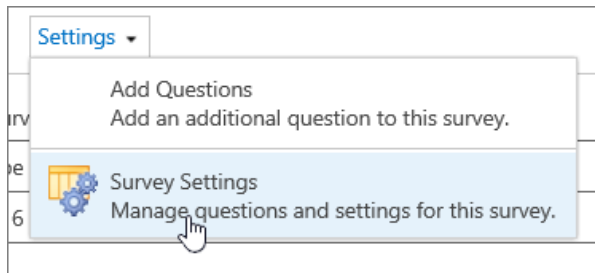 Settings
Add Questions
Add an additional question to this survey.
Survey Settings
Manage questions and settings for this survey.
6